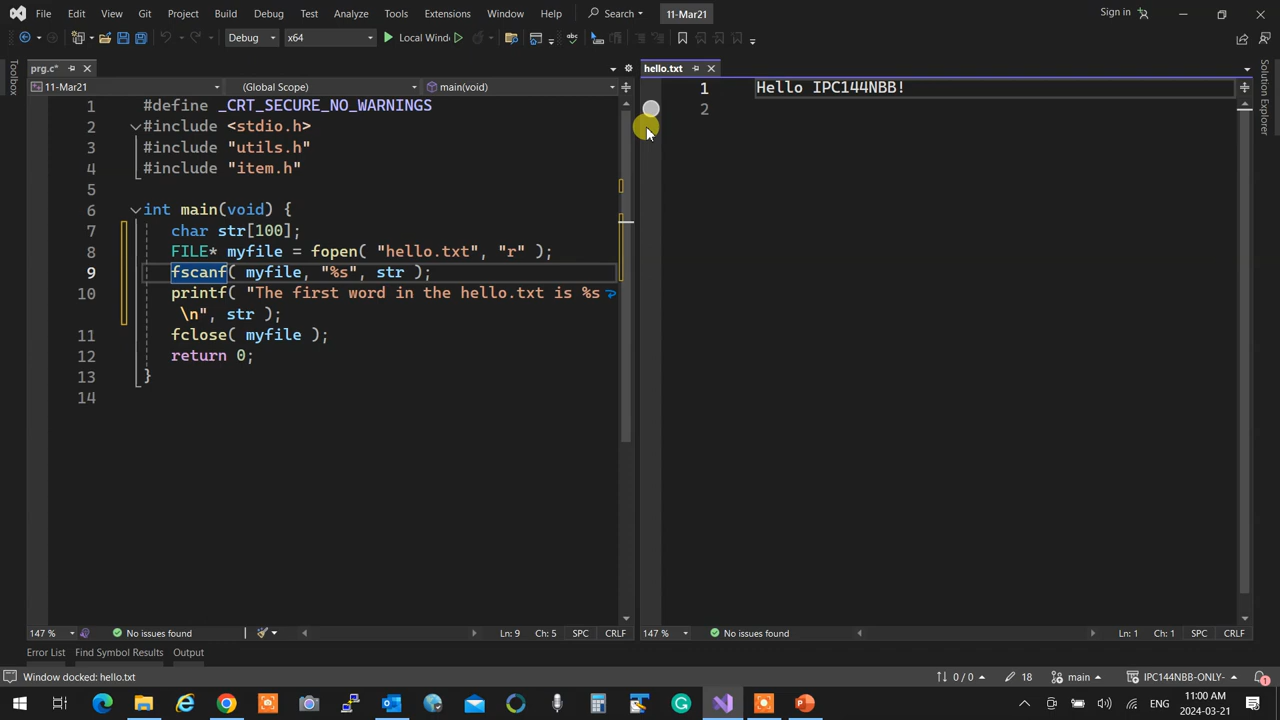 File Edit View Git Project Build Debug Test Analyze Tools Extensions Window Help Search 11-Mar21 Sign in
Debug x64 Local Wind
prg.c* hello.txt
11-Mar21 (Global Scope) main(void)
1 #define _CRT_SECURE_NO_WARNINGS
2 #include <stdio.h>
3 #include "utils.h"
4 #include "item.h"
5
6 int main(void) {
7 char str[100];
8 FILE* myfile = fopen( "hello.txt", "r" );
9 fscanf( myfile, "%s", str );
10 printf( "The first word in the hello.txt is %s
\n", str );
11 fclose( myfile );
12 return 0;
13 }
14
1 Hello IPC144NBB!
2
Toolbox
Solution Explorer
147 % No issues found Ln: 9 Ch: 5 SPC CRLF
147 % No issues found Ln: 1 Ch: 1 SPC CRLF
Error List Find Symbol Results Output
Window docked: hello.txt 0 / 0 18 main IPC144NBB-ONLY- 1
ENG 11:00 AM
2024-03-21